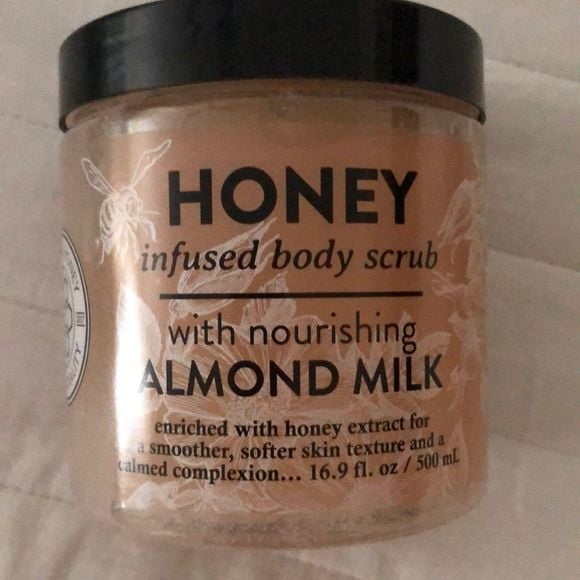 HONEY
infused body scrub
with nourishing
ALMOND MILK
enriched with honey extract for
a smoother, softer skin texture and a
calmed complexion... 16.9 fl. oz / 500 mL